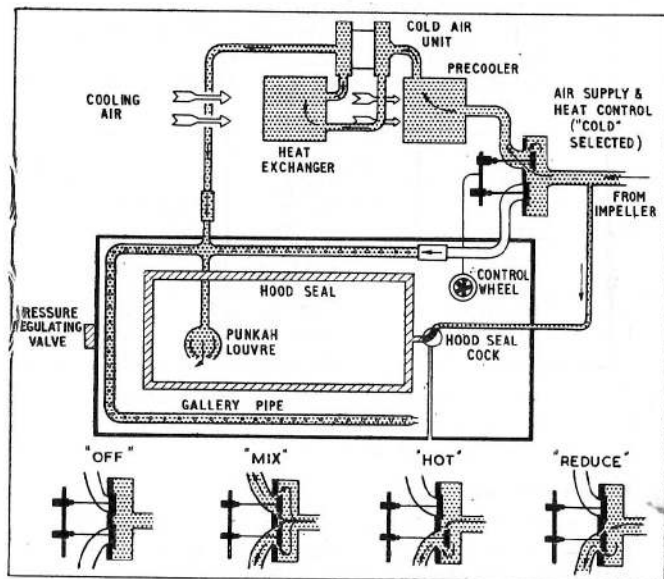 COLD AIR
UNIT
PRECOOLER
COOLING
AIR
AIR SUPPLY &
HEAT CONTROL
("COLD"
SELECTED)
HEAT
EXCHANGER
FROM
IMPELLER
HOOD SEAL
CONTROL
WHEEL
PRESSURE
REGULATING
VALVE
PUNKAH
LOUVRE
HOOD SEAL
COCK
GALLERY PIPE
"OFF"
"MIX"
"HOT"
"REDUCE"